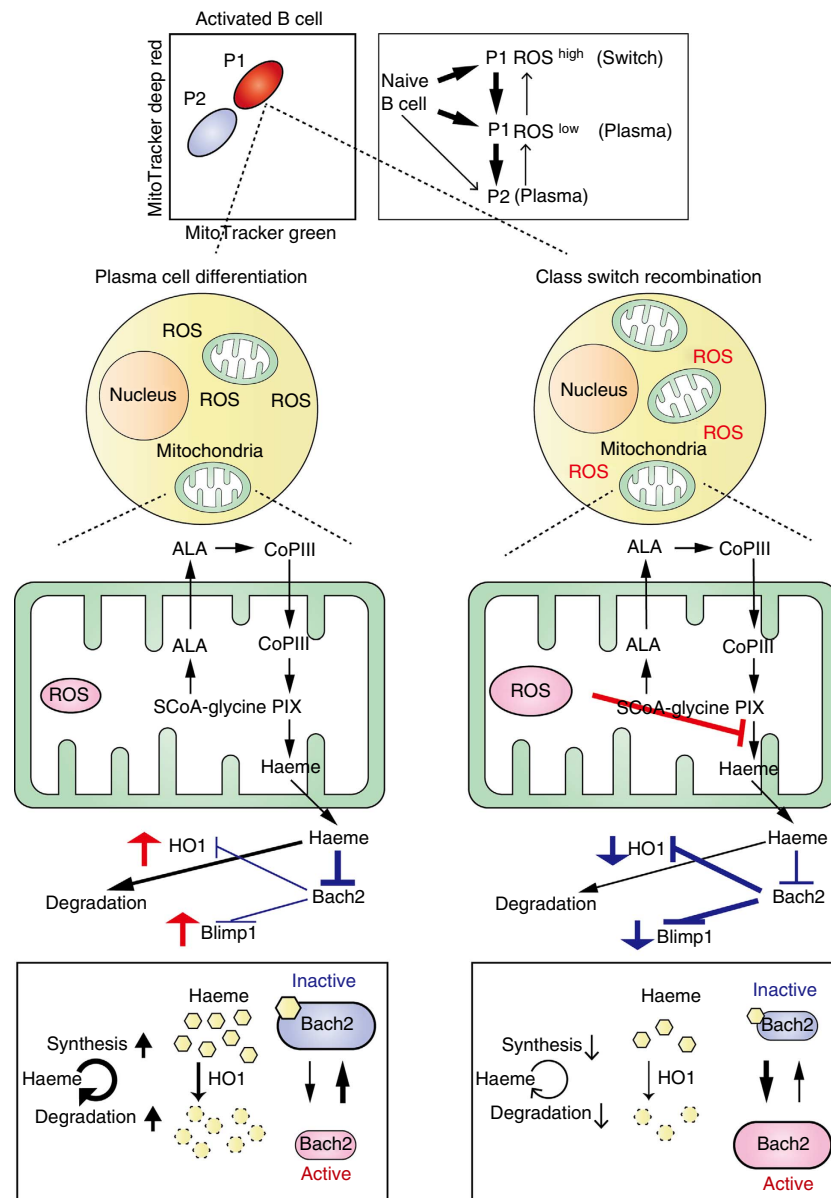 Activated B cell
MitoTracker deep red
P1
P2
MitoTracker green
Naive
B cell
P1 ROS high (Switch)
P1 ROS low (Plasma)
P2 (Plasma)
Plasma cell differentiation
ROS
Nucleus
ROS
ROS
Mitochondria
ALA
CoPIII
ALA
CoPIII
ROS
SCoA-glycine PIX
Haeme
HO1
Haeme
Degradation
Bach2
Blimp1
Inactive
Haeme
Bach2
Synthesis
Haeme
HO1
Degradation
Bach2
Active
Class switch recombination
ROS
Nucleus
ROS
Mitochondria
ROS
ALA
CoPIII
ALA
CoPIII
ROS
SCoA-glycine PIX
Haeme
HO1
Haeme
Degradation
Bach2
Blimp1
Inactive
Haeme
Bach2
Synthesis
Haeme
HO1
Degradation
Bach2
Active